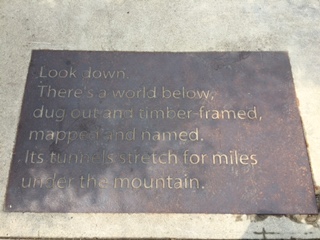 Look down.
There's a world below,
dug out and timber-framed,
mapped and named.
Its tunnels stretch for miles
under the mountain.